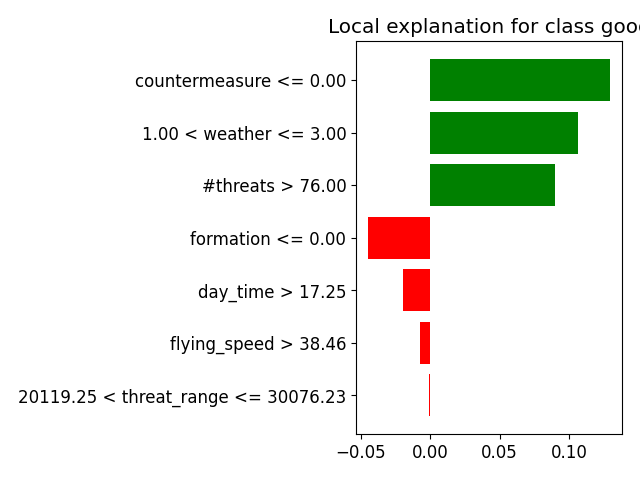 Local explanation for class goo
countermeasure <= 0.00
1.00 < weather <= 3.00
#threats > 76.00
formation <= 0.00
day_time > 17.25
flying_speed > 38.46
20119.25 < threat_range <= 30076.23
−0.05 0.00 0.05 0.10